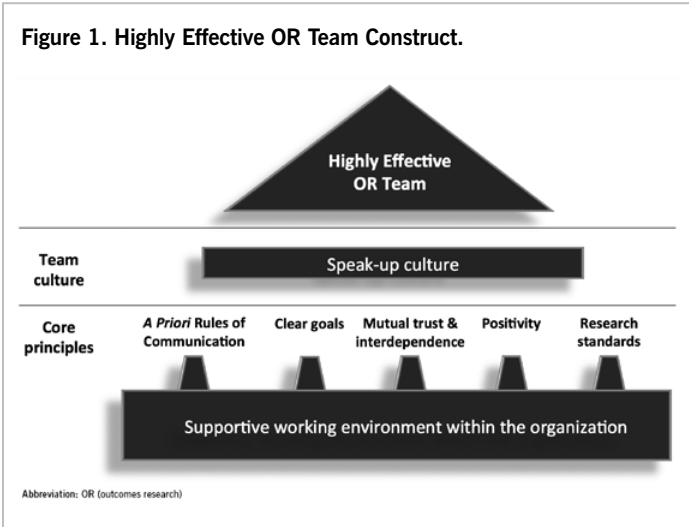 Figure 1. Highly Effective OR Team Construct.
Highly Effective
OR Team
Team
culture
Speak-up culture
Core
principles
A Priori Rules of
Communication
Clear goals
Mutual trust &
interdependence
Positivity
Research
standards
Supportive working environment within the organization
Abbreviation: OR (outcomes research)